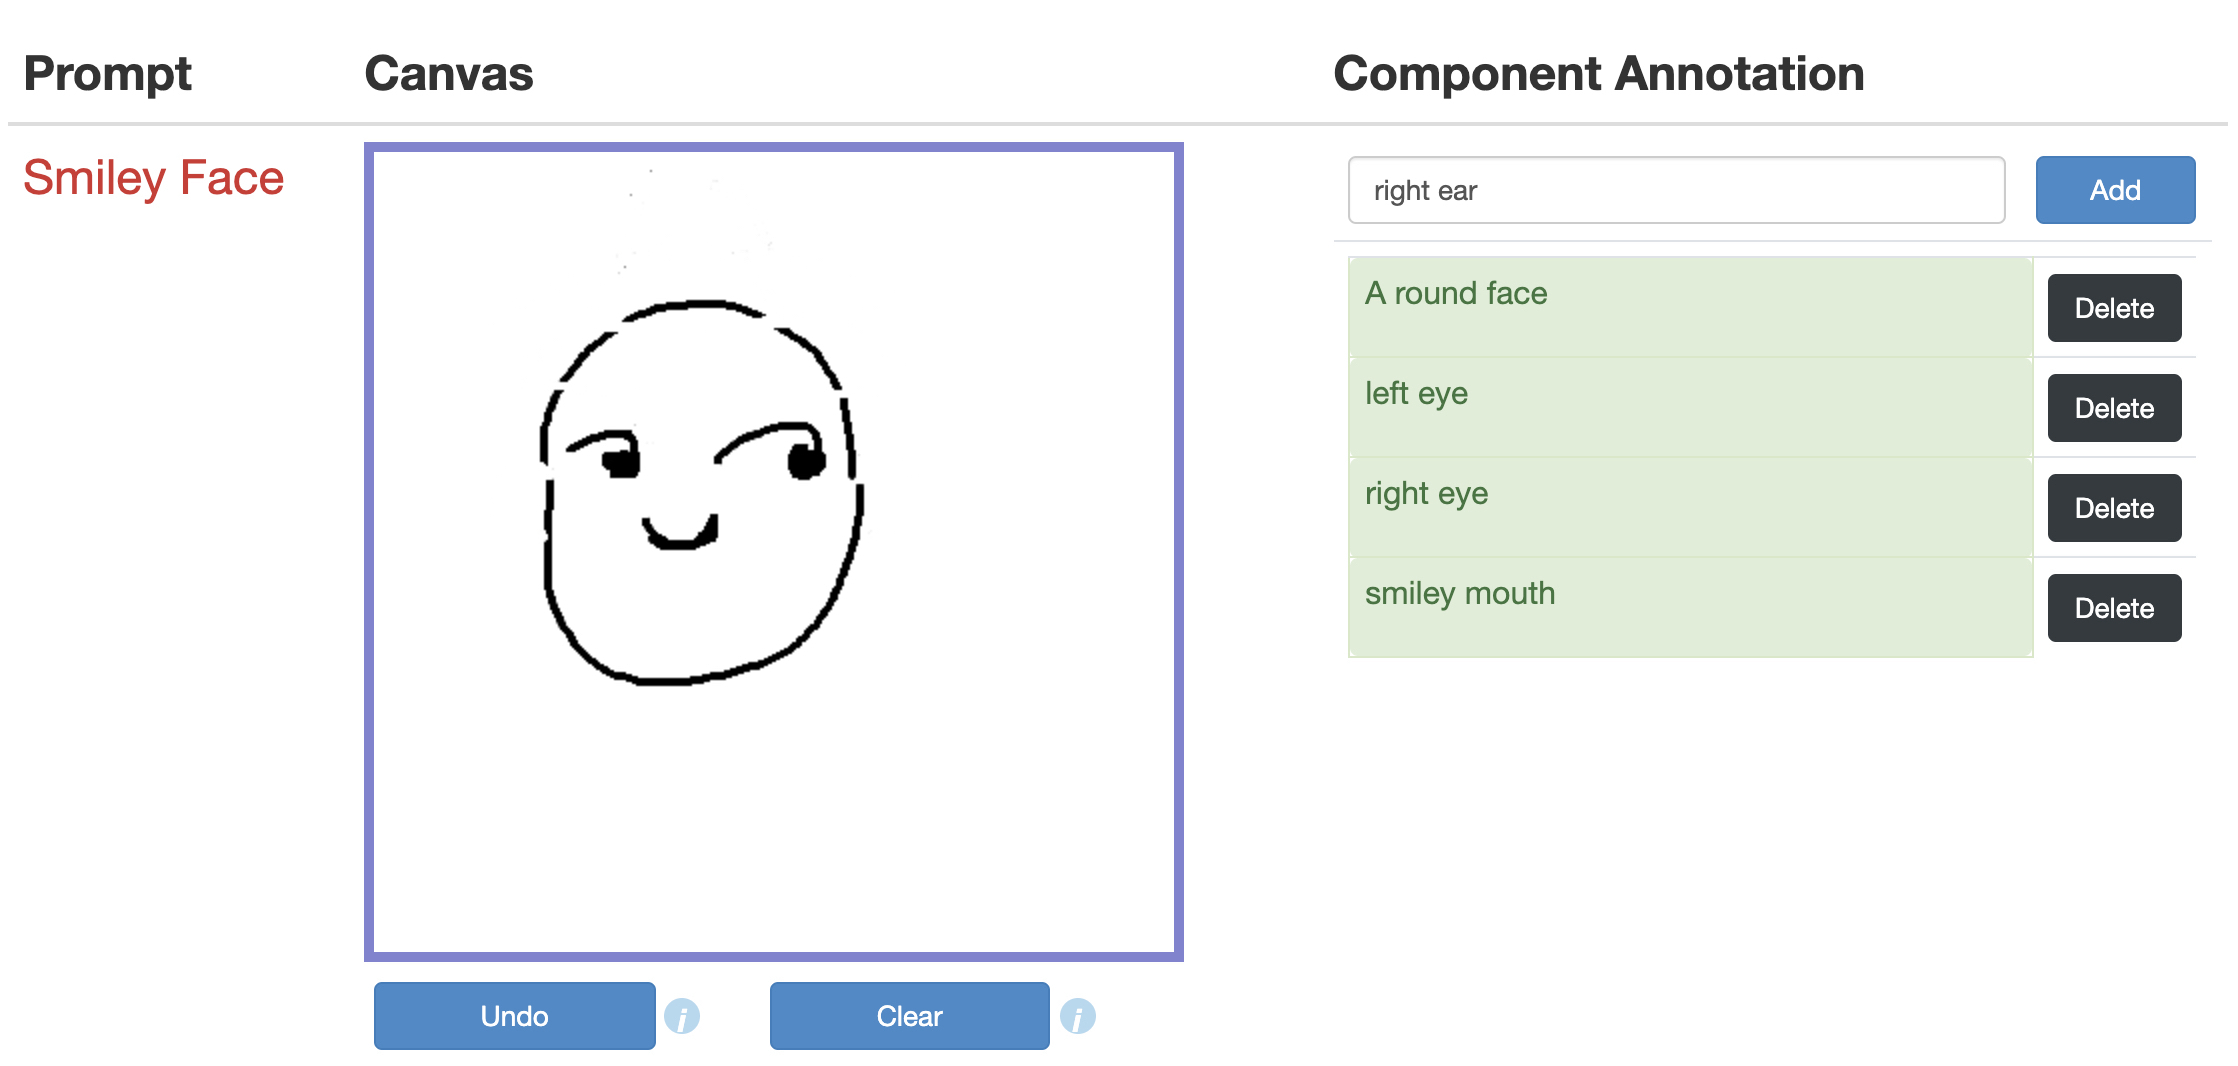 Prompt Canvas Component Annotation
Smiley Face
right ear Add
A round face Delete
left eye Delete
right eye Delete
smiley mouth Delete
Undo i Clear i